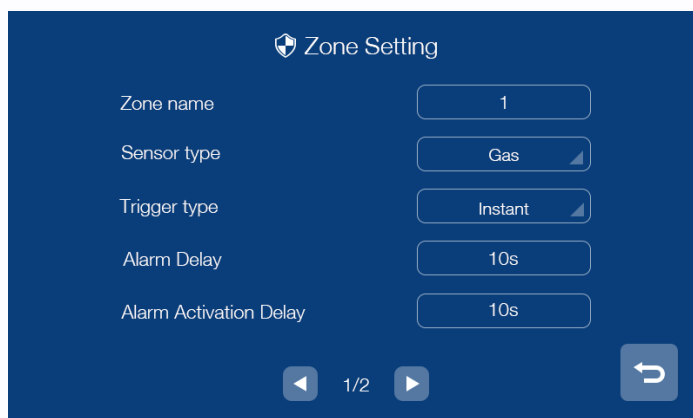 Zone Setting
Zone name 1
Sensor type Gas
Trigger type Instant
Alarm Delay 10s
Alarm Activation Delay 10s
1/2